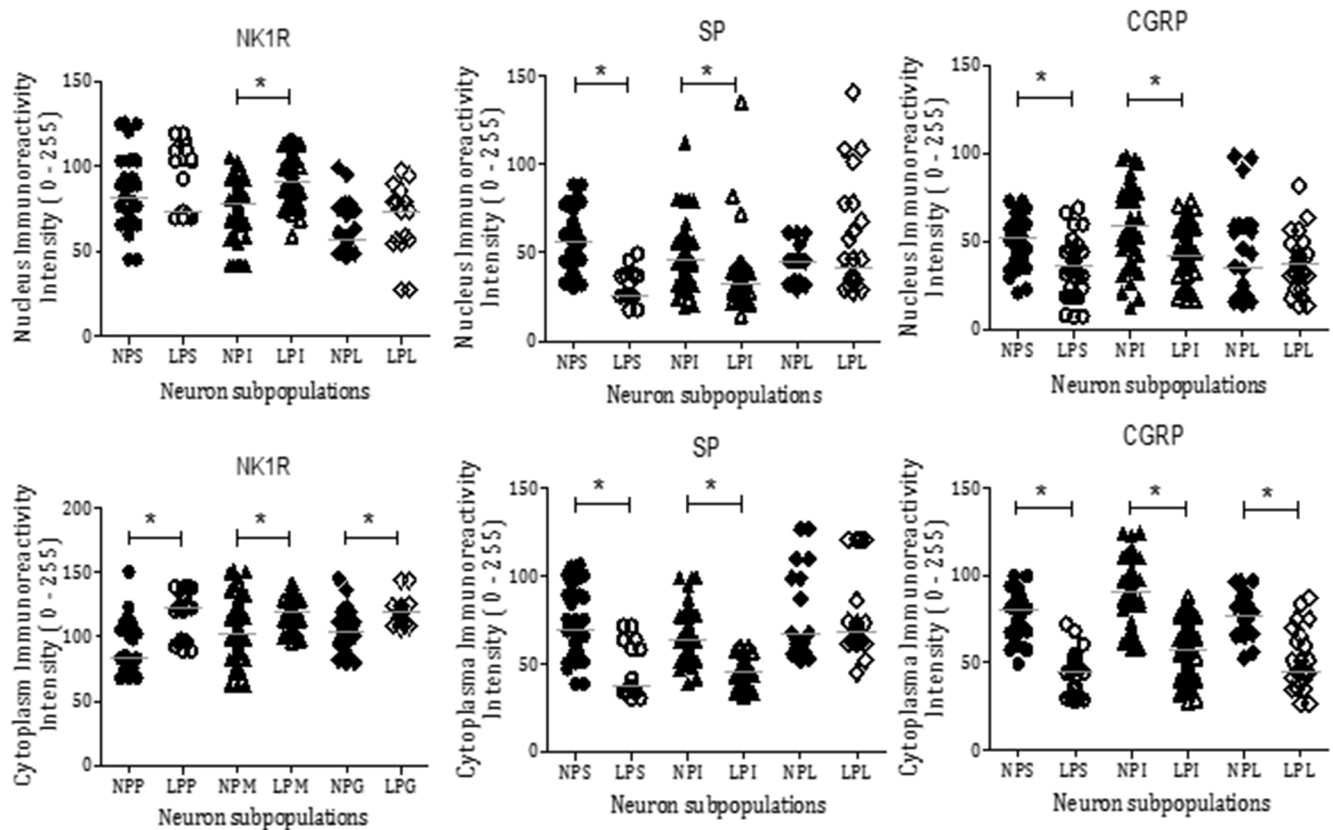 NK1R
Nucleus Immunoreactivity
Intensity ( 0 - 255)
150
100
50
0
*
NPS LPS NPI LPI NPL LPL
Neuron subpopulations
SP
Nucleus Immunoreactivity
Intensity ( 0 - 255)
150
100
50
0
* *
NPS LPS NPI LPI NPL LPL
Neuron subpopulations
CGRP
Nucleus Immunoreactivity
Intensity ( 0 - 255)
150
100
50
0
* *
NPS LPS NPI LPI NPL LPL
Neuron subpopulations
NK1R
Cytoplasm Immunoreactivity
Intensity ( 0 - 255)
200
150
100
50
0
* * *
NPP LPP NPM LPM NPG LPG
Neuron subpopulations
SP
Cytoplasma Immunoreactivity
Intensity ( 0 - 255)
150
100
50
0
* *
NPS LPS NPI LPI NPL LPL
Neuron subpopulations
CGRP
Cytoplasma Immunoreactivity
Intensity ( 0 - 255)
150
100
50
0
* * *
NPS LPS NPI LPI NPL LPL
Neuron subpopulations